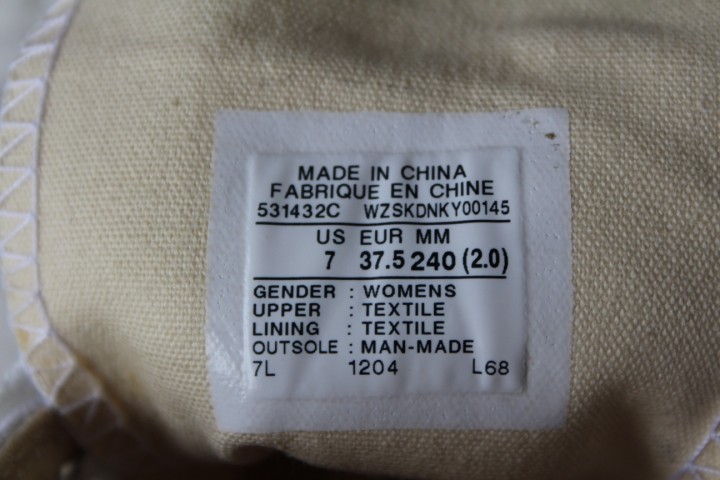 MADE IN CHINA
FABRIQUE EN CHINE
531432C WZSKDNKY00145
US EUR MM
7 37.5 240 (2.0)
GENDER : WOMENS
UPPER : TEXTILE
LINING : TEXTILE
OUTSOLE : MAN-MADE
7L 1204 L68